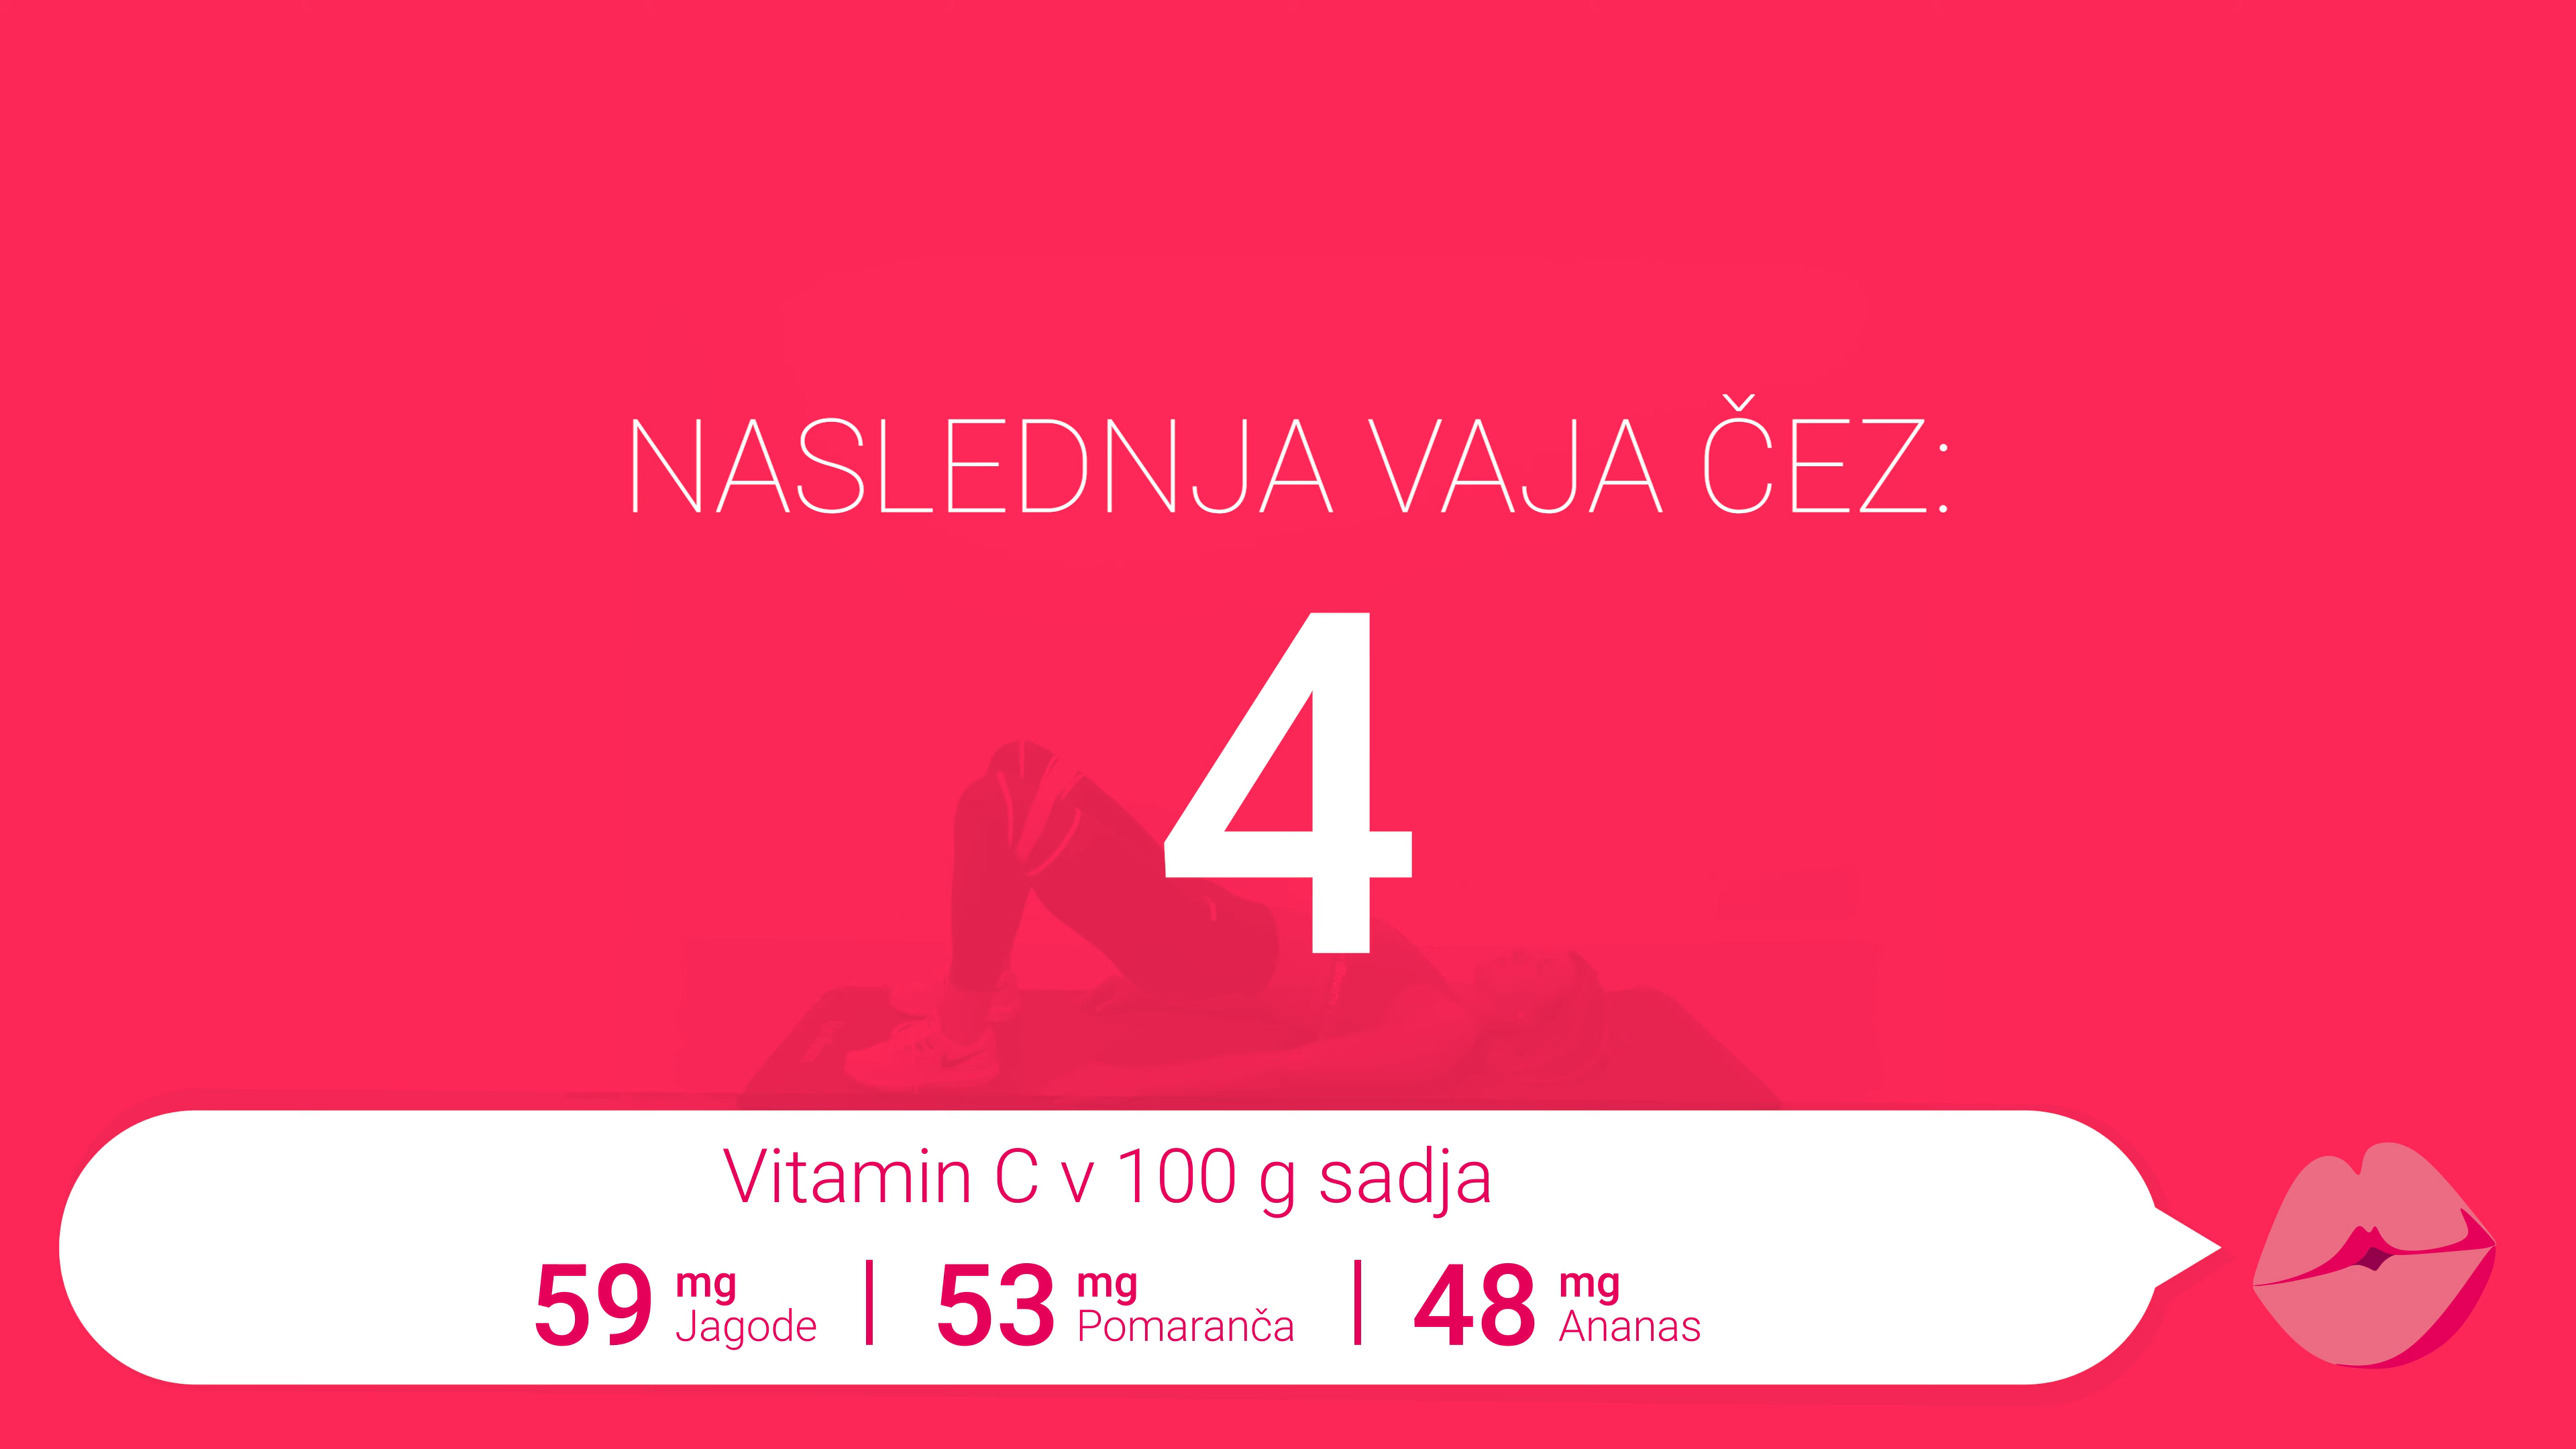 NASLEDNJA VAJA ČEZ:
4
Vitamin C v 100 g sadja
59 mg Jagode | 53 mg Pomaranča | 48 mg Ananas